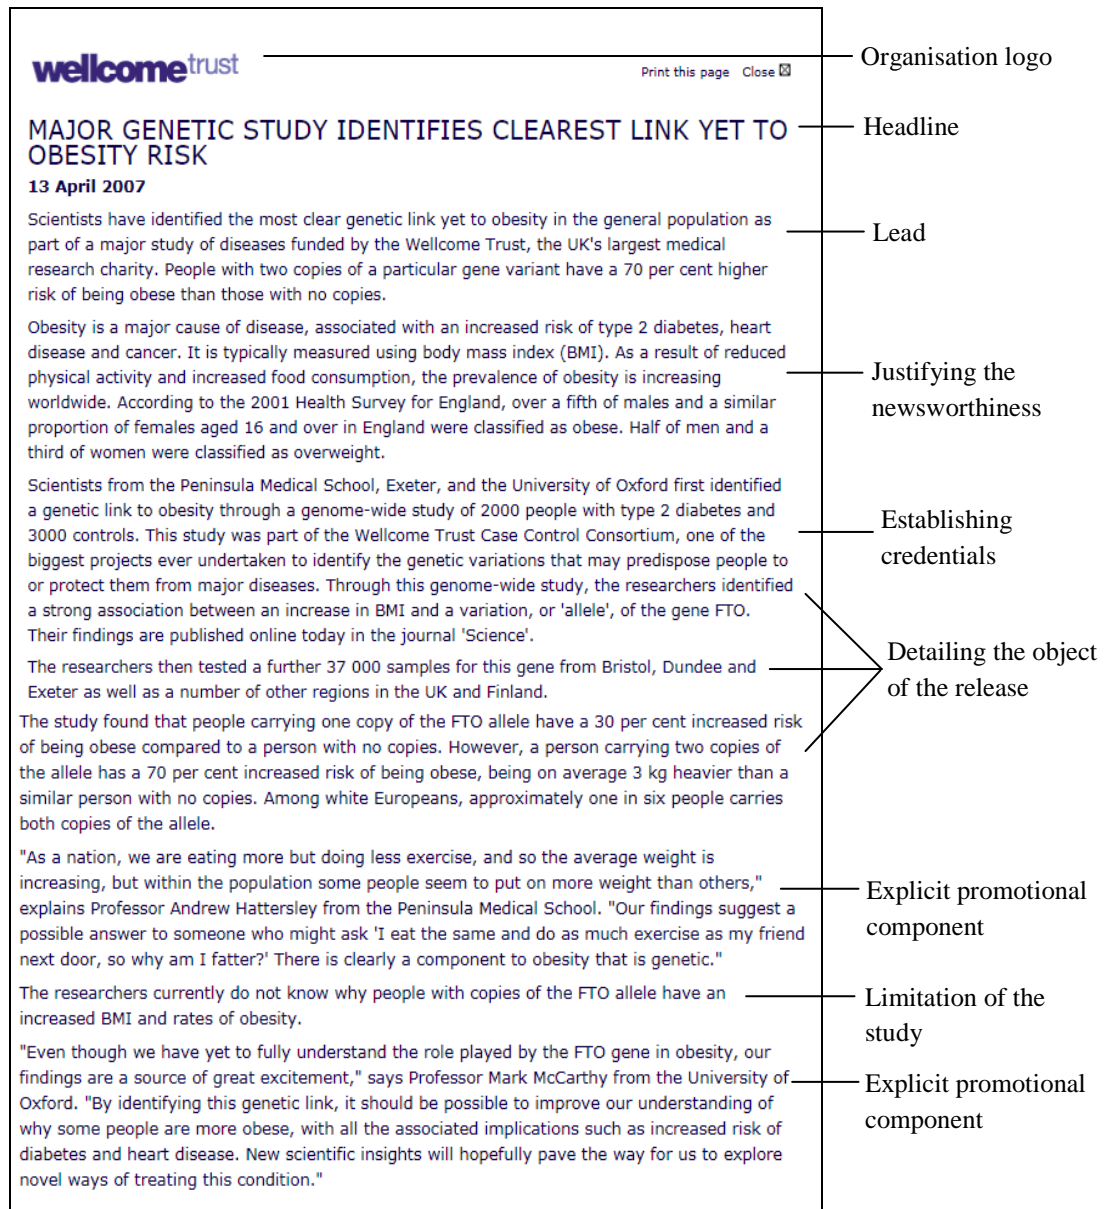 wellcometrust
Print this page Close
Organisation logo
MAJOR GENETIC STUDY IDENTIFIES CLEAREST LINK YET TO
OBESITY RISK
Headline
13 April 2007
Scientists have identified the most clear genetic link yet to obesity in the general population as
part of a major study of diseases funded by the Wellcome Trust, the UK's largest medical
research charity. People with two copies of a particular gene variant have a 70 per cent higher
risk of being obese than those with no copies.
Lead
Obesity is a major cause of disease, associated with an increased risk of type 2 diabetes, heart
disease and cancer. It is typically measured using body mass index (BMI). As a result of reduced
physical activity and increased food consumption, the prevalence of obesity is increasing
worldwide. According to the 2001 Health Survey for England, over a fifth of males and a similar
proportion of females aged 16 and over in England were classified as obese. Half of men and a
third of women were classified as overweight.
Justifying the
newsworthiness
Scientists from the Peninsula Medical School, Exeter, and the University of Oxford first identified
a genetic link to obesity through a genome-wide study of 2000 people with type 2 diabetes and
3000 controls. This study was part of the Wellcome Trust Case Control Consortium, one of the
biggest projects ever undertaken to identify the genetic variations that may predispose people to
or protect them from major diseases. Through this genome-wide study, the researchers identified
a strong association between an increase in BMI and a variation, or 'allele', of the gene FTO.
Their findings are published online today in the journal 'Science'.
Establishing
credentials
The researchers then tested a further 37 000 samples for this gene from Bristol, Dundee and
Exeter as well as a number of other regions in the UK and Finland.
Detailing the object
of the release
The study found that people carrying one copy of the FTO allele have a 30 per cent increased risk
of being obese compared to a person with no copies. However, a person carrying two copies of
the allele has a 70 per cent increased risk of being obese, being on average 3 kg heavier than a
similar person with no copies. Among white Europeans, approximately one in six people carries
both copies of the allele.
"As a nation, we are eating more but doing less exercise, and so the average weight is
increasing, but within the population some people seem to put on more weight than others,"
explains Professor Andrew Hattersley from the Peninsula Medical School. "Our findings suggest a
possible answer to someone who might ask 'I eat the same and do as much exercise as my friend
next door, so why am I fatter?' There is clearly a component to obesity that is genetic."
Explicit promotional
component
The researchers currently do not know why people with copies of the FTO allele have an
increased BMI and rates of obesity.
Limitation of the
study
"Even though we have yet to fully understand the role played by the FTO gene in obesity, our
findings are a source of great excitement," says Professor Mark McCarthy from the University of
Oxford. "By identifying this genetic link, it should be possible to improve our understanding of
why some people are more obese, with all the associated implications such as increased risk of
diabetes and heart disease. New scientific insights will hopefully pave the way for us to explore
novel ways of treating this condition."
Explicit promotional
component